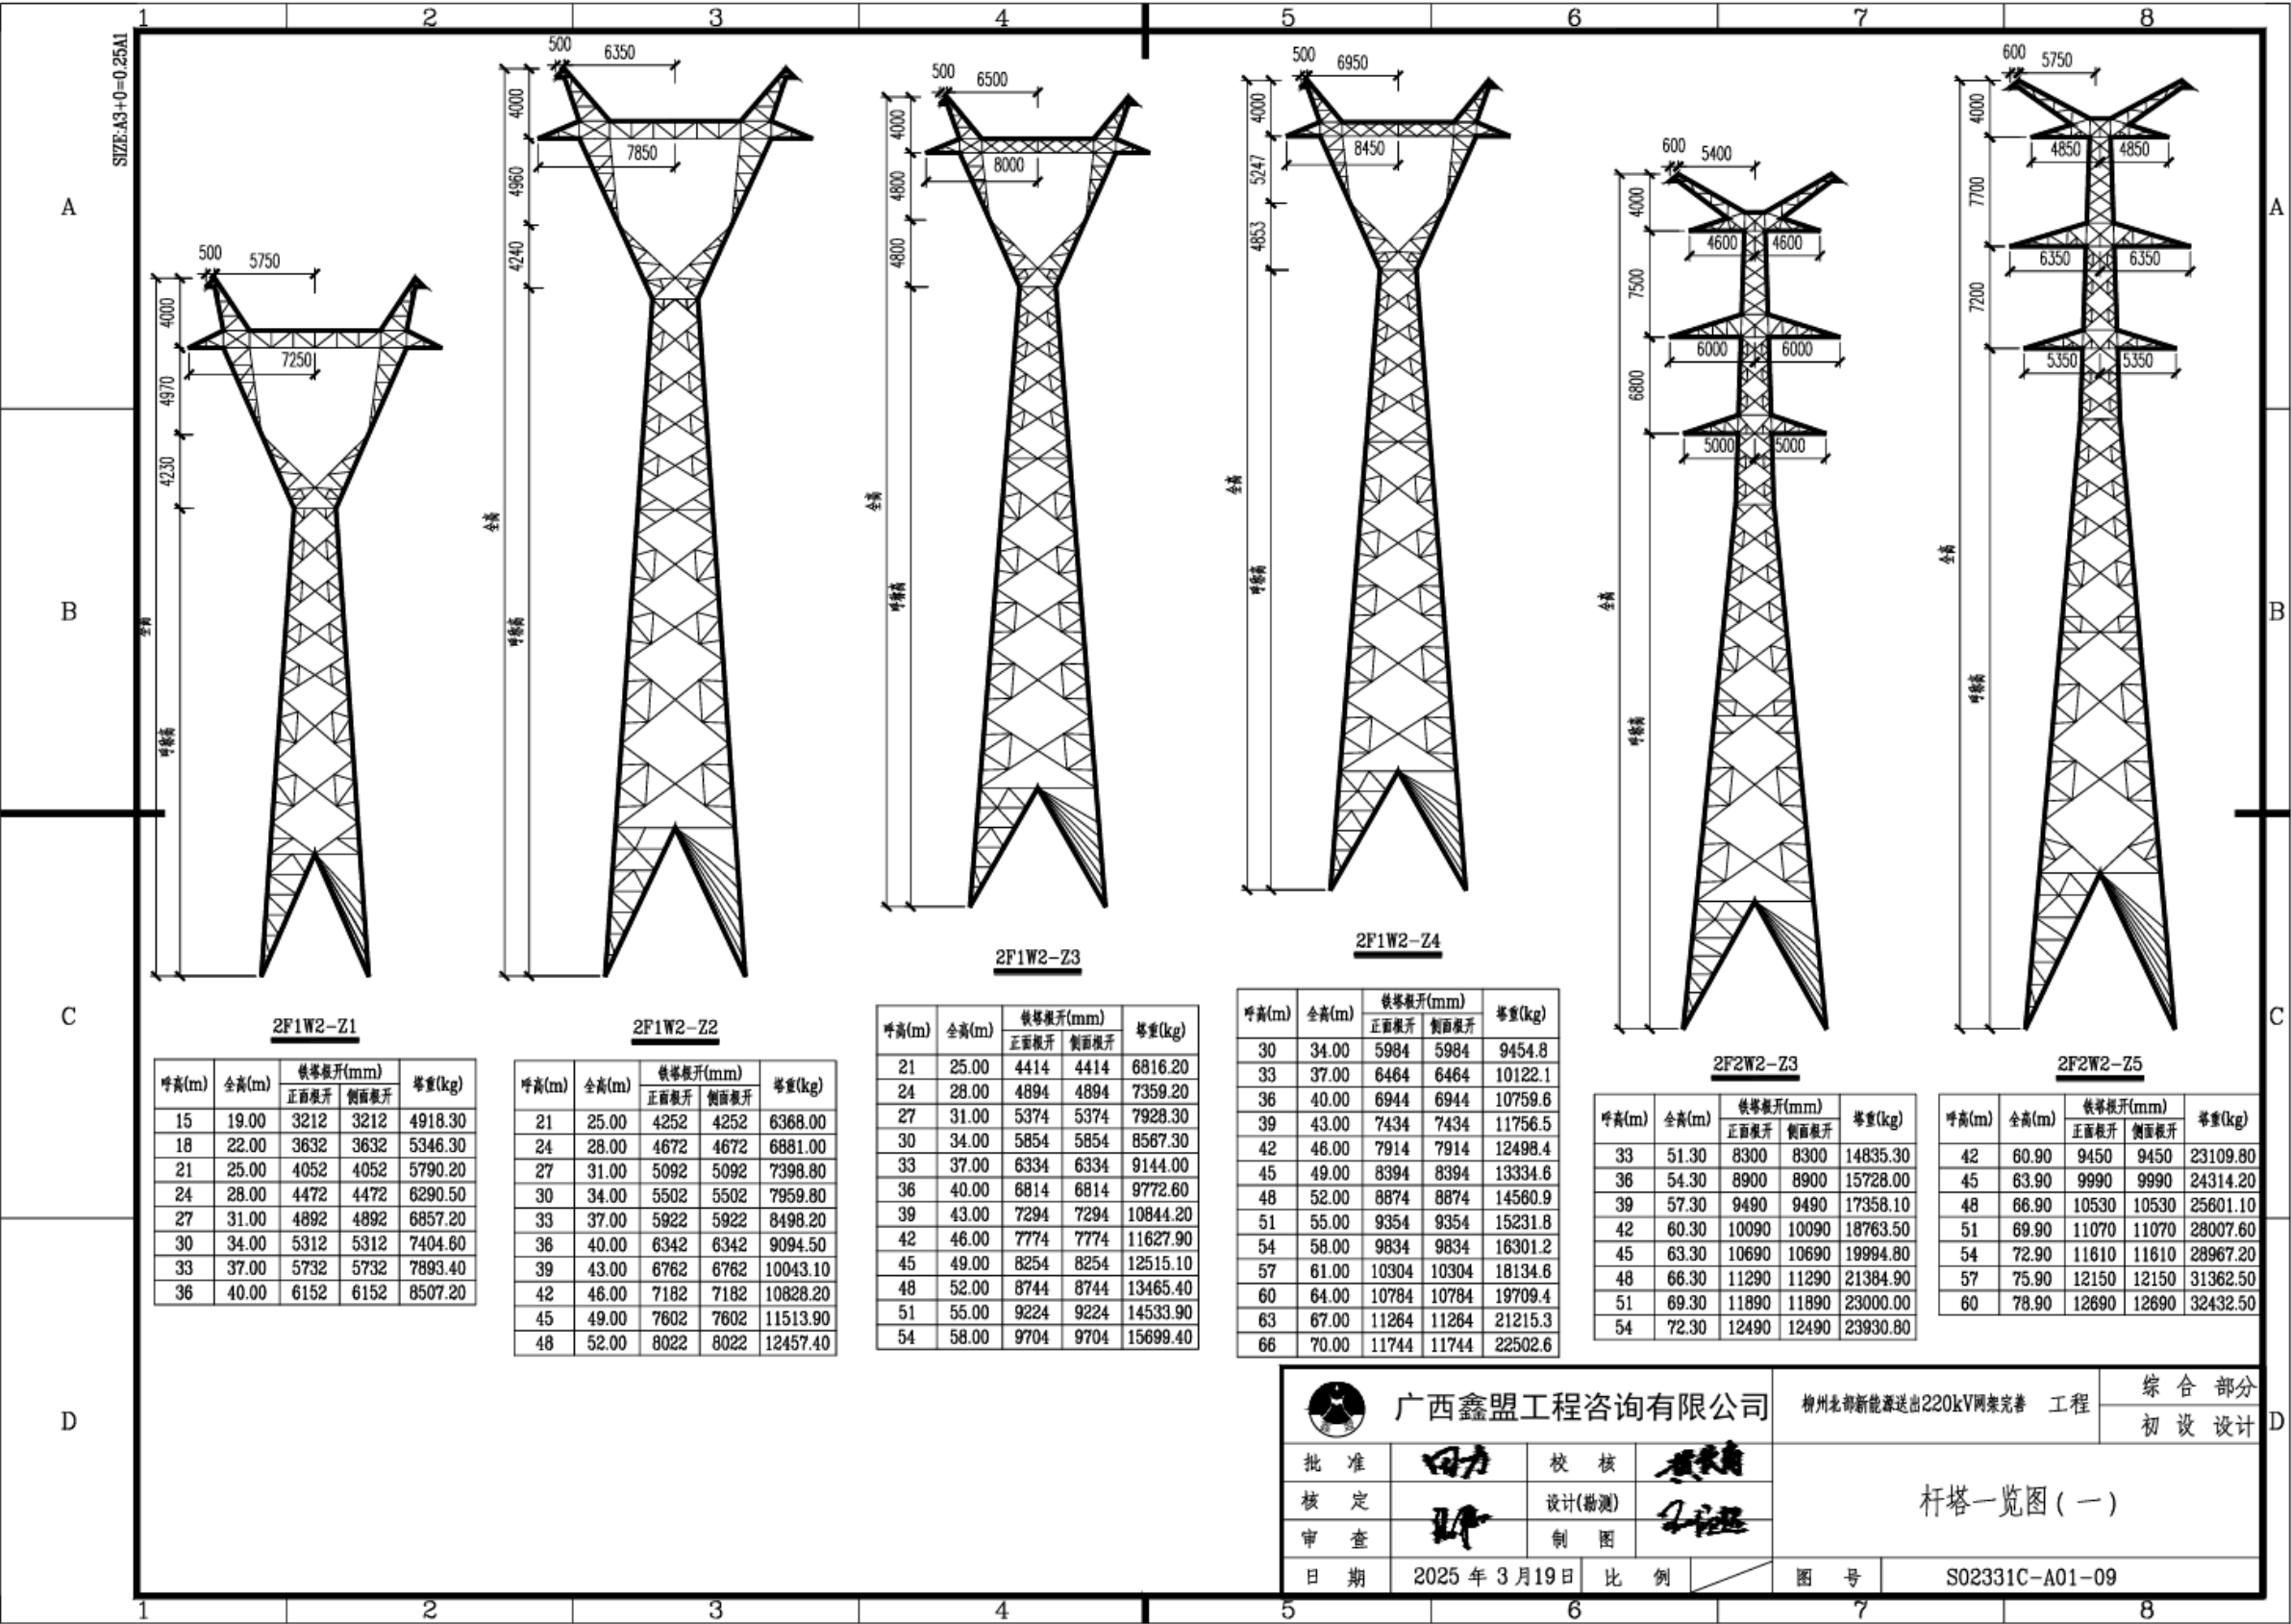 1 2 3 4 5 6 7 8
SIZE:A3+0=0.25A1
A
B
C
D
A
B
C
D
500 5750
4000
7250
4970
4230
全高
呼称高
2F1W2-Z1
呼高(m) 全高(m) 铁塔根开(mm) 塔重(kg)
正面根开 侧面根开
15 19.00 3212 3212 4918.30
18 22.00 3632 3632 5346.30
21 25.00 4052 4052 5790.20
24 28.00 4472 4472 6290.50
27 31.00 4892 4892 6857.20
30 34.00 5312 5312 7404.60
33 37.00 5732 5732 7893.40
36 40.00 6152 6152 8507.20
500 6350
4000
7850
4960
4240
全高
呼称高
2F1W2-Z2
呼高(m) 全高(m) 铁塔根开(mm) 塔重(kg)
正面根开 侧面根开
21 25.00 4252 4252 6368.00
24 28.00 4672 4672 6881.00
27 31.00 5092 5092 7398.80
30 34.00 5502 5502 7959.80
33 37.00 5922 5922 8498.20
36 40.00 6342 6342 9094.50
39 43.00 6762 6762 10043.10
42 46.00 7182 7182 10828.20
45 49.00 7602 7602 11513.90
48 52.00 8022 8022 12457.40
500 6500
4000
8000
4800
4800
全高
呼称高
2F1W2-Z3
呼高(m) 全高(m) 铁塔根开(mm) 塔重(kg)
正面根开 侧面根开
21 25.00 4414 4414 6816.20
24 28.00 4894 4894 7359.20
27 31.00 5374 5374 7928.30
30 34.00 5854 5854 8567.30
33 37.00 6334 6334 9144.00
36 40.00 6814 6814 9772.60
39 43.00 7294 7294 10844.20
42 46.00 7774 7774 11627.90
45 49.00 8254 8254 12515.10
48 52.00 8744 8744 13465.40
51 55.00 9224 9224 14533.90
54 58.00 9704 9704 15699.40
500 6950
4000
8450
5247
4853
全高
呼称高
2F1W2-Z4
呼高(m) 全高(m) 铁塔根开(mm) 塔重(kg)
正面根开 侧面根开
30 34.00 5984 5984 9454.8
33 37.00 6464 6464 10122.1
36 40.00 6944 6944 10759.6
39 43.00 7434 7434 11756.5
42 46.00 7914 7914 12498.4
45 49.00 8394 8394 13334.6
48 52.00 8874 8874 14560.9
51 55.00 9354 9354 15231.8
54 58.00 9834 9834 16301.2
57 61.00 10304 10304 18134.6
60 64.00 10784 10784 19709.4
63 67.00 11264 11264 21215.3
66 70.00 11744 11744 22502.6
600 5400
4000
4600 4600
7500
6000 6000
6800
5000 5000
全高
呼称高
2F2W2-Z3
呼高(m) 全高(m) 铁塔根开(mm) 塔重(kg)
正面根开 侧面根开
33 51.30 8300 8300 14835.30
36 54.30 8900 8900 15728.00
39 57.30 9490 9490 17358.10
42 60.30 10090 10090 18763.50
45 63.30 10690 10690 19994.80
48 66.30 11290 11290 21384.90
51 69.30 11890 11890 23000.00
54 72.30 12490 12490 23930.80
600 5750
4000
4850 4850
7700
6350 6350
7200
5350 5350
全高
呼称高
2F2W2-Z5
呼高(m) 全高(m) 铁塔根开(mm) 塔重(kg)
正面根开 侧面根开
42 60.90 9450 9450 23109.80
45 63.90 9990 9990 24314.20
48 66.90 10530 10530 25601.10
51 69.90 11070 11070 28007.60
54 72.90 11610 11610 28967.20
57 75.90 12150 12150 31362.50
60 78.90 12690 12690 32432.50
广西鑫盟工程咨询有限公司
柳州北部新能源送出220kV网架完善 工程
综 合 部分
初 设 设计
批 准 校 核
核 定 设计(勘测)
审 查 制 图
杆塔一览图(一)
日 期 2025 年 3 月19日 比 例
图 号 S02331C-A01-09
1 2 3 4 5 6 7 8